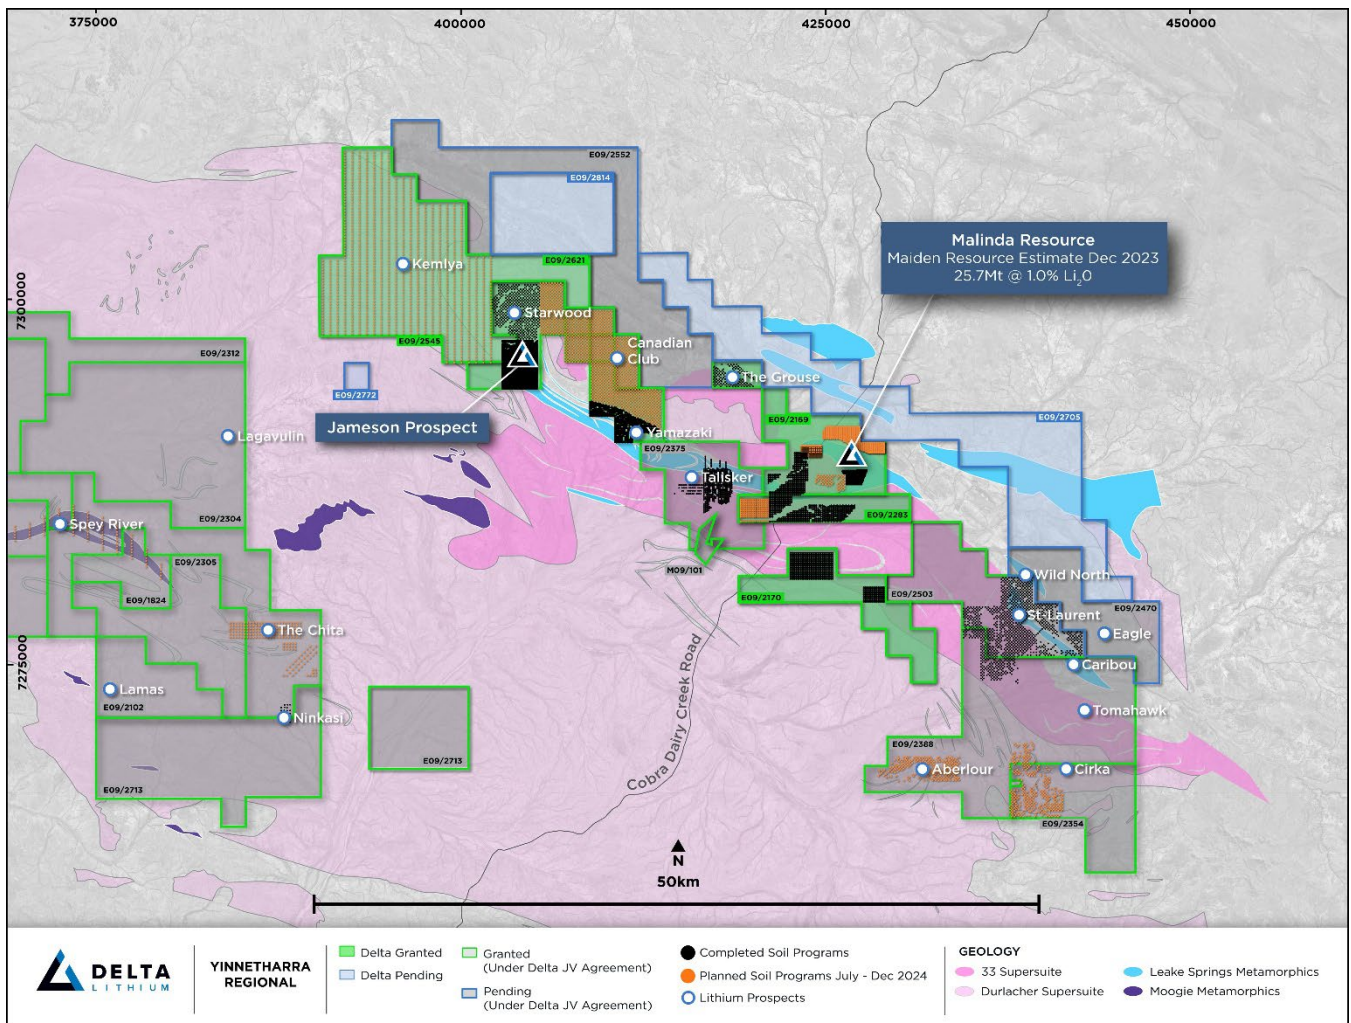 375000
400000
425000
450000
E09/2552
E09/2814
Malinda Resource
Maiden Resource Estimate Dec 2023
25.7Mt @ 1.0% Li2O
Kemlya
E09/2621
7300000
Starwood
E09/2545
Canadian
Club
E09/2312
The Grouse
E09/2772
Jameson Prospect
E09/2169
E09/2705
Lagavulin
Yamazaki
E09/2375
Talisker
E09/2304
E09/2283
Spey River
E09/2305
M09/101
Wild North
E09/1824
E09/2170
E09/2503
E09/2470
St-Laurent
The Chita
Eagle
7275000
Caribou
Lamas
E09/2102
Ninkasi
Tomahawk
Cobra Dairy Creek Road
E09/2388
E09/2713
Aberlour
Cirka
E09/2713
E09/2354
N
50km
DELTA
LITHIUM
YINNETHARRA
REGIONAL
Delta Granted
Delta Pending
Granted
(Under Delta JV Agreement)
Pending
(Under Delta JV Agreement)
Completed Soil Programs
Planned Soil Programs July - Dec 2024
Lithium Prospects
GEOLOGY
33 Supersuite
Durlacher Supersuite
Leake Springs Metamorphics
Moogie Metamorphics